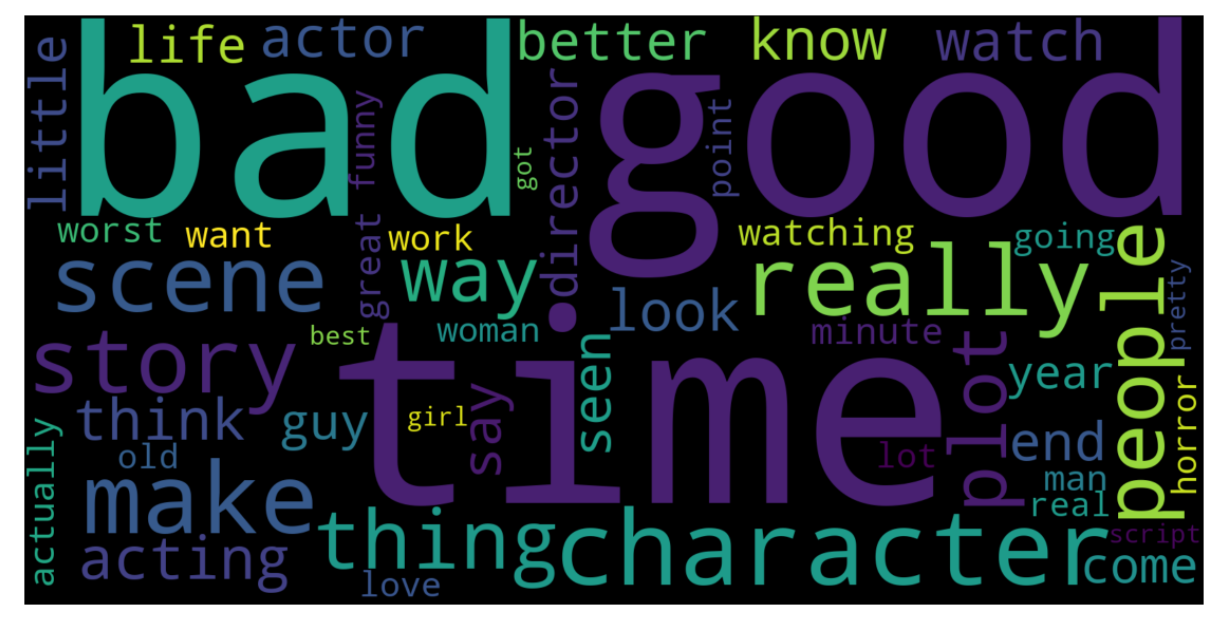 little
life
actor
bad
better
know
watch
good
director
point
got
funny
great
worst
want
work
watching
going
people
scene
way
look
really
pretty
best
woman
minute
story
time
seen
plot
year
think
guy
girl
say
horror
actually
old
lot
end
man
make
real
acting
thing
character
script
come
love